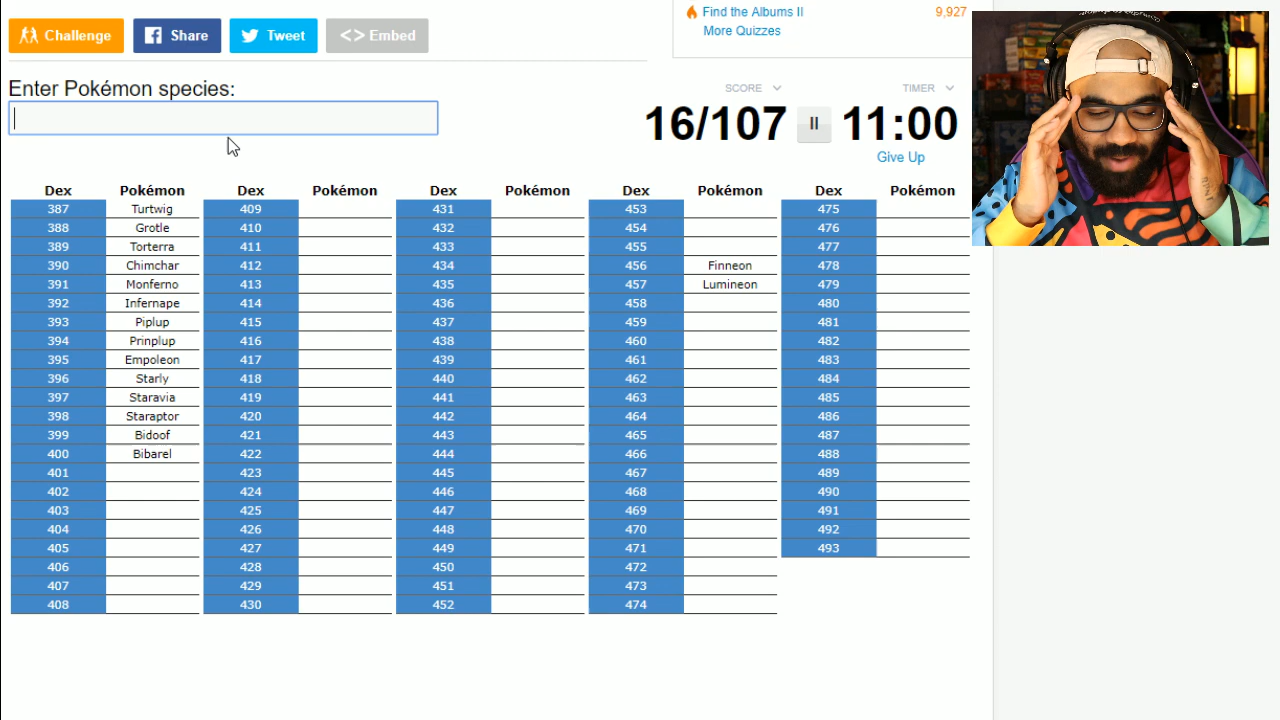 Challenge Share Tweet <> Embed
Find the Albums II 9,927
More Quizzes
Enter Pokémon species:
SCORE TIMER
16/107 11:00
Give Up
Dex Pokémon Dex Pokémon Dex Pokémon Dex Pokémon Dex Pokémon
387 Turtwig 409 431 453 475
388 Grotle 410 432 454 476
389 Torterra 411 433 455 477
390 Chimchar 412 434 456 Finneon 478
391 Monferno 413 435 457 Lumineon 479
392 Infernape 414 436 458 480
393 Piplup 415 437 459 481
394 Prinplup 416 438 460 482
395 Empoleon 417 439 461 483
396 Starly 418 440 462 484
397 Staravia 419 441 463 485
398 Staraptor 420 442 464 486
399 Bidoof 421 443 465 487
400 Bibarel 422 444 466 488
401 423 445 467 489
402 424 446 468 490
403 425 447 469 491
404 426 448 470 492
405 427 449 471 493
406 428 450 472
407 429 451 473
408 430 452 474